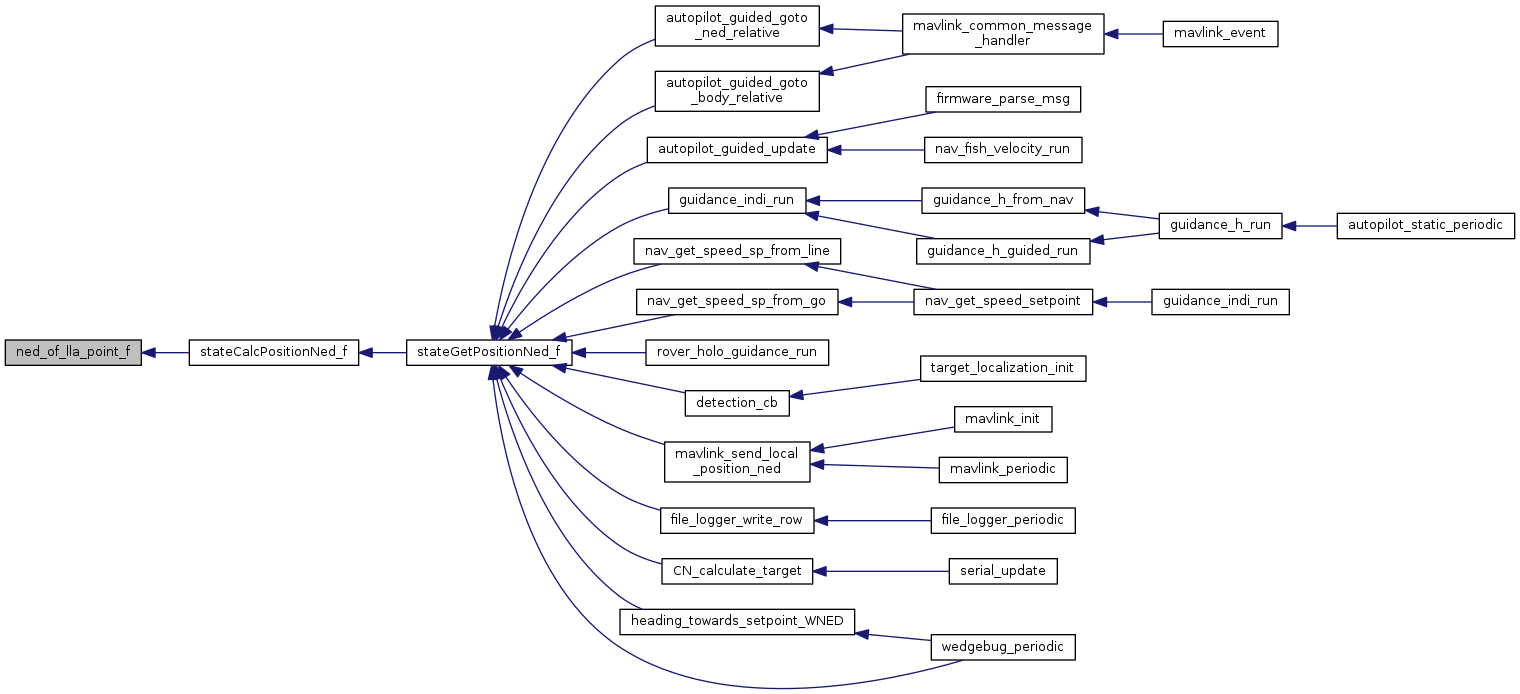 autopilot_guided_goto
_ned_relative
mavlink_common_message
_handler
mavlink_event
autopilot_guided_goto
_body_relative
firmware_parse_msg
autopilot_guided_update
nav_fish_velocity_run
guidance_indi_run
guidance_h_from_nav
guidance_h_run
autopilot_static_periodic
nav_get_speed_sp_from_line
guidance_h_guided_run
nav_get_speed_sp_from_go
nav_get_speed_setpoint
guidance_indi_run
ned_of_lla_point_f
stateCalcPositionNed_f
stateGetPositionNed_f
rover_holo_guidance_run
target_localization_init
detection_cb
mavlink_init
mavlink_send_local
_position_ned
mavlink_periodic
file_logger_write_row
file_logger_periodic
CN_calculate_target
serial_update
heading_towards_setpoint_WNED
wedgebug_periodic